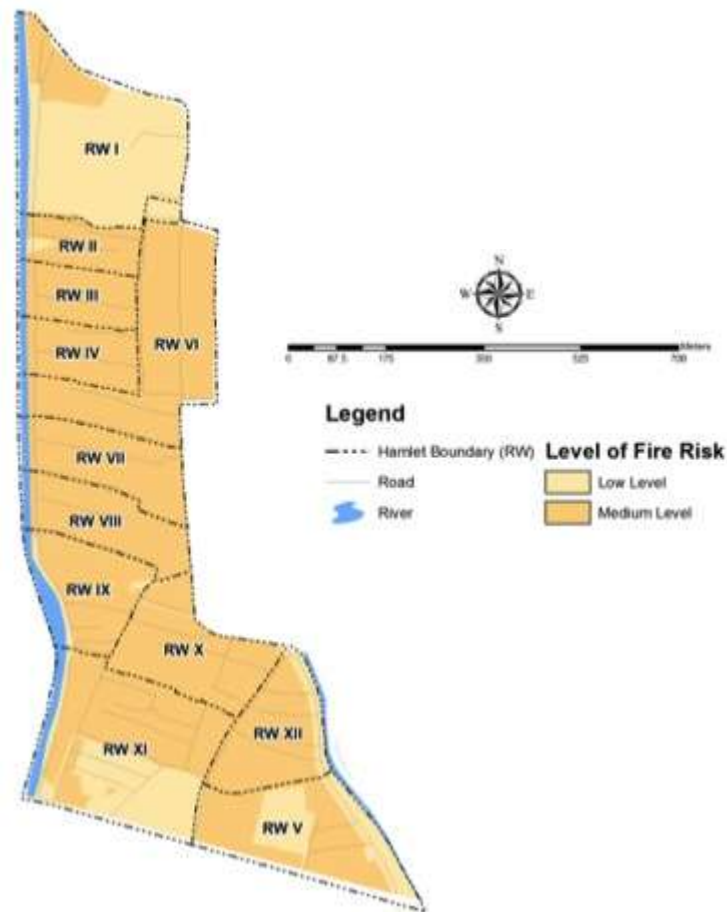 RW I
RW II
RW III
RW IV
RW VI
RW VII
RW VIII
RW IX
RW X
RW XI
RW XII
RW V
N
W E
S
Meters
0 87.5 175 350 525 700
Legend
Hamlet Boundary (RW)
Road
River
Level of Fire Risk
Low Level
Medium Level